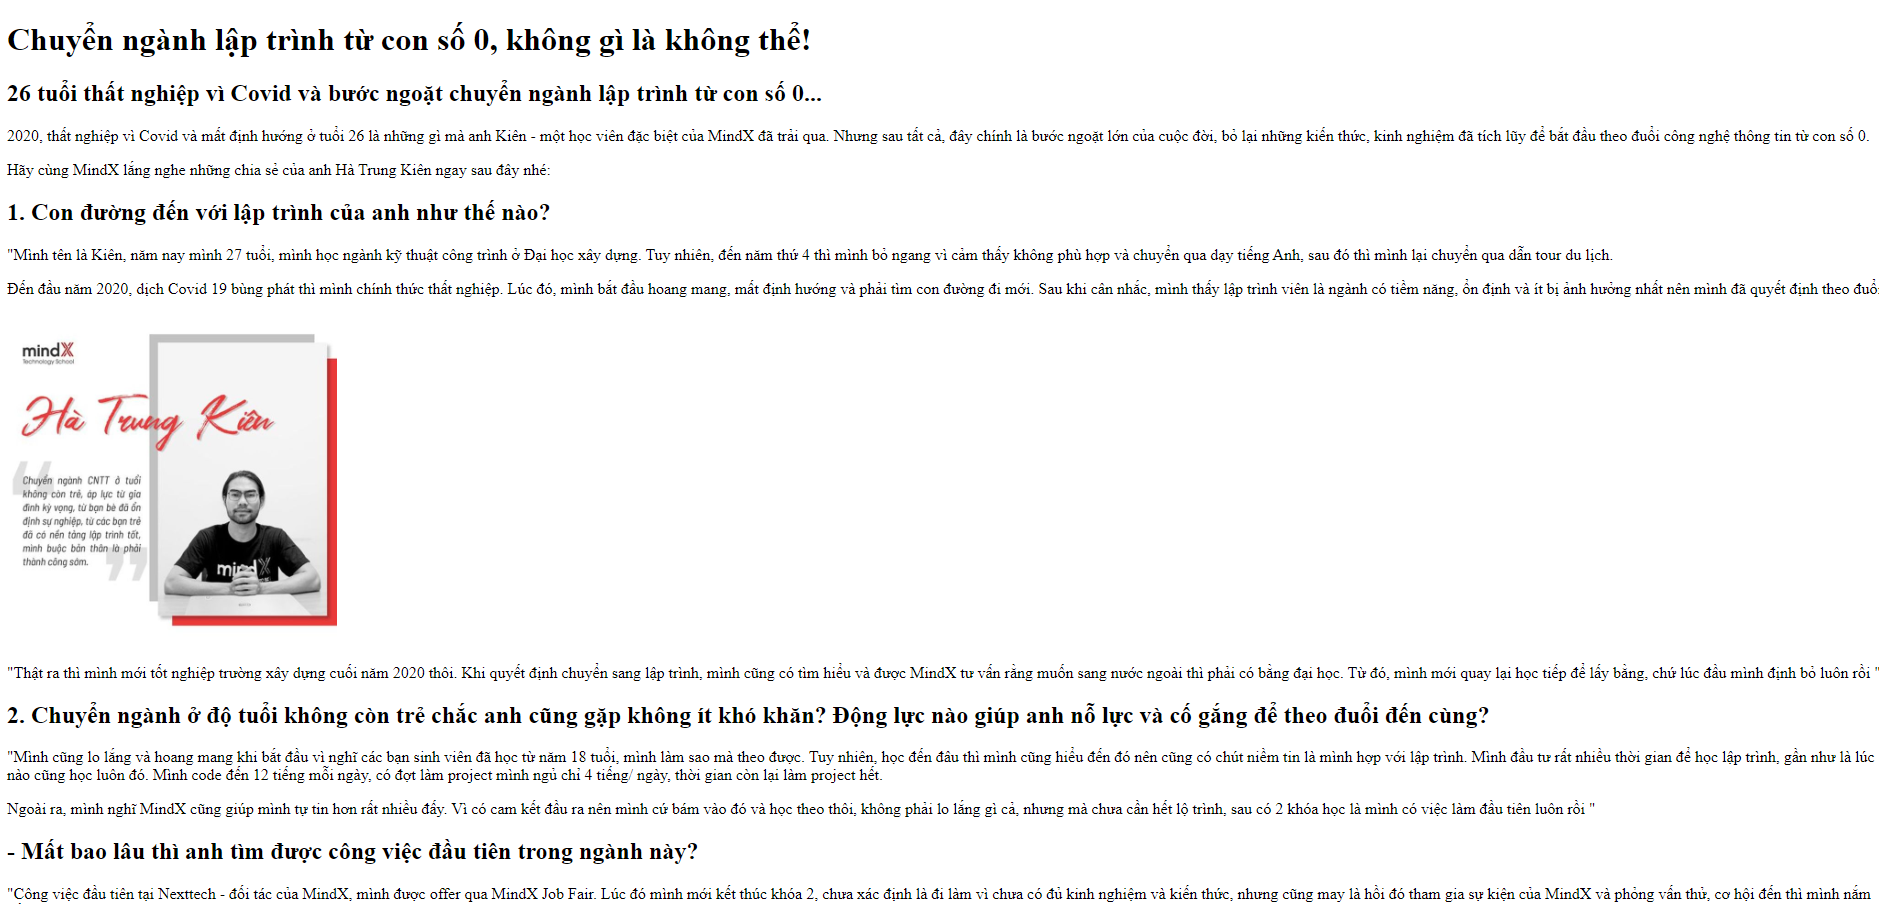 Chuyển ngành lập trình từ con số 0, không gì là không thể!
26 tuổi thất nghiệp vì Covid và bước ngoặt chuyển ngành lập trình từ con số 0...
2020, thất nghiệp vì Covid và mất định hướng ở tuổi 26 là những gì mà anh Kiên - một học viên đặc biệt của MindX đã trải qua. Nhưng sau tất cả, đây chính là bước ngoặt lớn của cuộc đời, bỏ lại những kiến thức, kinh nghiệm đã tích lũy để bắt đầu theo đuổi công nghệ thông tin từ con số 0.
Hãy cùng MindX lắng nghe những chia sẻ của anh Hà Trung Kiên ngay sau đây nhé:
1. Con đường đến với lập trình của anh như thế nào?
"Mình tên là Kiên, năm nay mình 27 tuổi, mình học ngành kỹ thuật công trình ở Đại học xây dựng. Tuy nhiên, đến năm thứ 4 thì mình bỏ ngang vì cảm thấy không phù hợp và chuyển qua dạy tiếng Anh, sau đó thì mình lại chuyển qua dẫn tour du lịch.
Đến đầu năm 2020, dịch Covid 19 bùng phát thì mình chính thức thất nghiệp. Lúc đó, mình bắt đầu hoang mang, mất định hướng và phải tìm con đường đi mới. Sau khi cân nhắc, mình thấy lập trình viên là ngành có tiềm năng, ổn định và ít bị ảnh hưởng nhất nên mình đã quyết định theo đuổ
mindX
Technology School
Hà Trung Kiên
Chuyển ngành CNTT ở tuổi
không còn trẻ, áp lực từ gia
đình kỳ vọng, từ bạn bè đã ổn
định sự nghiệp, từ các bạn trẻ
đã có nền tảng lập trình tốt,
mình buộc bản thân là phải
thành công sớm.
mindX
"Thật ra thì mình mới tốt nghiệp trường xây dựng cuối năm 2020 thôi. Khi quyết định chuyển sang lập trình, mình cũng có tìm hiểu và được MindX tư vấn rằng muốn sang nước ngoài thì phải có bằng đại học. Từ đó, mình mới quay lại học tiếp để lấy bằng, chứ lúc đầu mình định bỏ luôn rồi "
2. Chuyển ngành ở độ tuổi không còn trẻ chắc anh cũng gặp không ít khó khăn? Động lực nào giúp anh nỗ lực và cố gắng để theo đuổi đến cùng?
"Mình cũng lo lắng và hoang mang khi bắt đầu vì nghĩ các bạn sinh viên đã học từ năm 18 tuổi, mình làm sao mà theo được. Tuy nhiên, học đến đâu thì mình cũng hiểu đến đó nên cũng có chút niềm tin là mình hợp với lập trình. Mình đầu tư rất nhiều thời gian để học lập trình, gần như là lúc
nào cũng học luôn đó. Mình code đến 12 tiếng mỗi ngày, có đợt làm project mình ngủ chỉ 4 tiếng/ ngày, thời gian còn lại làm project hết.
Ngoài ra, mình nghĩ MindX cũng giúp mình tự tin hơn rất nhiều đấy. Vì có cam kết đầu ra nên mình cứ bám vào đó và học theo thôi, không phải lo lắng gì cả, nhưng mà chưa cần hết lộ trình, sau có 2 khóa học là mình có việc làm đầu tiên luôn rồi "
- Mất bao lâu thì anh tìm được công việc đầu tiên trong ngành này?
"Công việc đầu tiên tại Nexttech - đối tác của MindX, mình được offer qua MindX Job Fair. Lúc đó mình mới kết thúc khóa 2, chưa xác định là đi làm vì chưa có đủ kinh nghiệm và kiến thức, nhưng cũng may là hồi đó tham gia sự kiện của MindX và phỏng vấn thử, cơ hội đến thì mình nắm